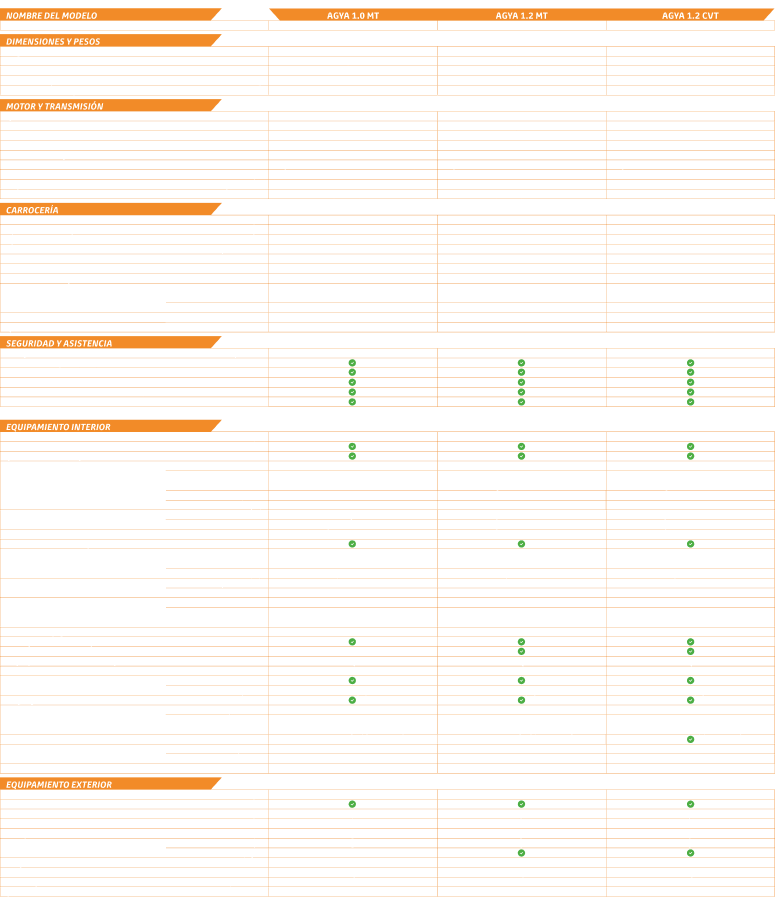 NOMBRE DEL MODELO AGYA 1.0 MT AGYA 1.2 MT AGYA 1.2 CVT
DIMENSIONES Y PESOS
MOTOR Y TRANSMISIÓN
CARROCERÍA
SEGURIDAD Y ASISTENCIA
EQUIPAMIENTO INTERIOR
EQUIPAMIENTO EXTERIOR